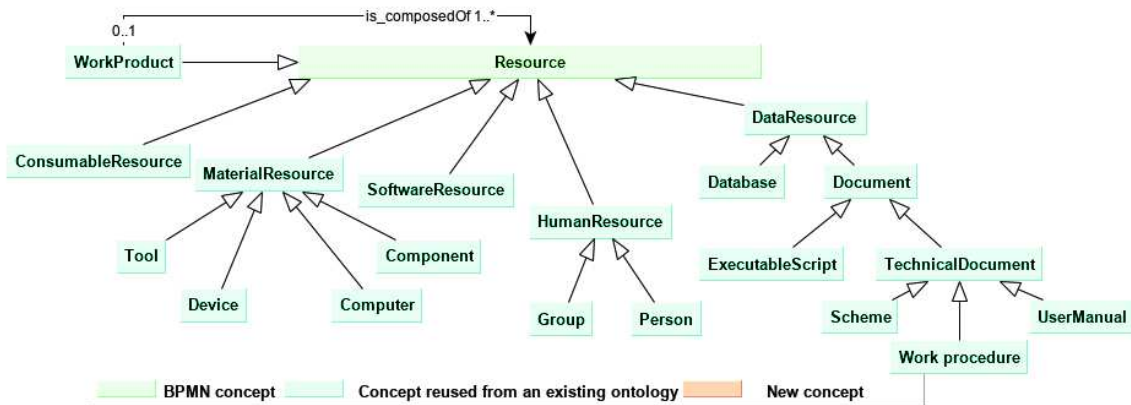 is_composedOf 1..*
0..1
WorkProduct
Resource
DataResource
ConsumableResource
MaterialResource
SoftwareResource
Database
Document
HumanResource
Tool
Component
ExecutableScript
TechnicalDocument
Device
Computer
Group
Person
Scheme
UserManual
Work procedure
BPMN concept
Concept reused from an existing ontology
New concept